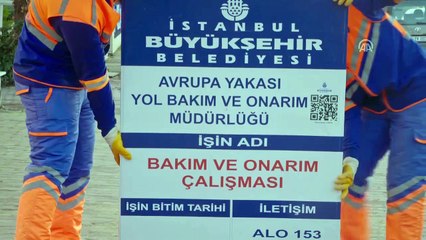 İSTANBUL
BÜYÜKŞEHİR
BELEDİYESİ
AVRUPA YAKASI
YOL BAKIM VE ONARIM
MÜDÜRLÜĞÜ
İŞİN ADI
BAKIM VE ONARIM
ÇALIŞMASI
İŞİN BİTİM TARİHİ
İLETİŞİM
ALO 153